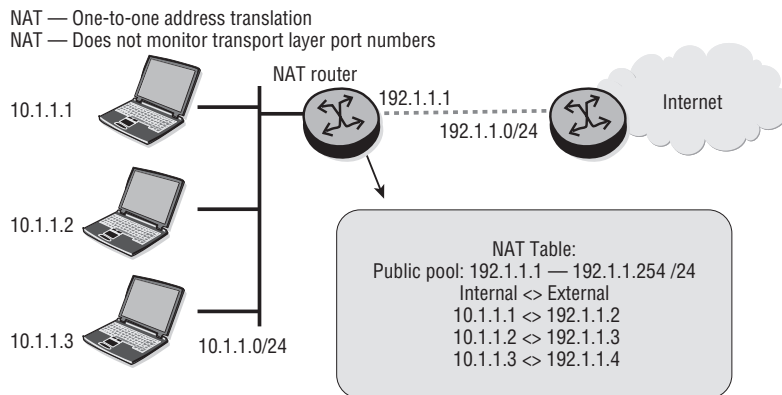 NAT — One-to-one address translation
NAT — Does not monitor transport layer port numbers
NAT router
10.1.1.1
192.1.1.1
192.1.1.0/24
Internet
10.1.1.2
10.1.1.3
10.1.1.0/24
NAT Table:
Public pool: 192.1.1.1 — 192.1.1.254 /24
Internal <> External
10.1.1.1 <> 192.1.1.2
10.1.1.2 <> 192.1.1.3
10.1.1.3 <> 192.1.1.4